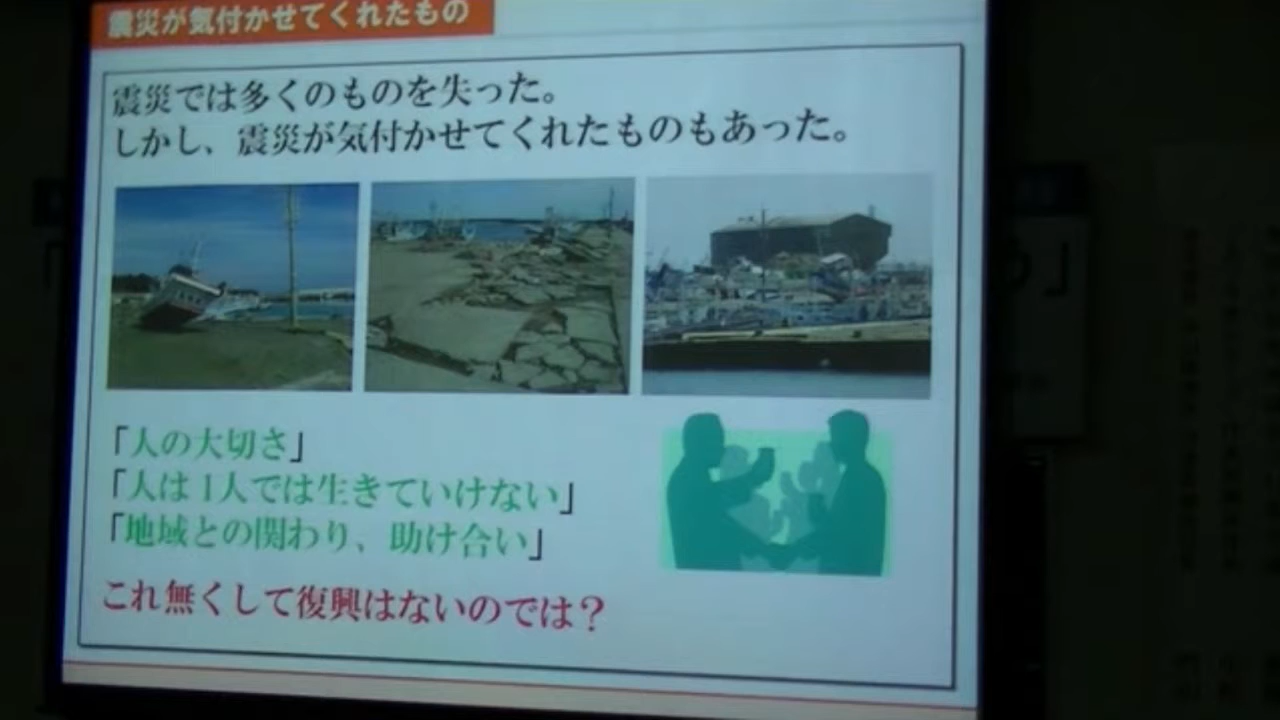 震災が気付かせてくれたもの
震災では多くのものを失った。
しかし、震災が気付かせてくれたものもあった。
「人の大切さ」
「人は1人では生きていけない」
「地域との関わり、助け合い」
これ無くして復興はないのでは？